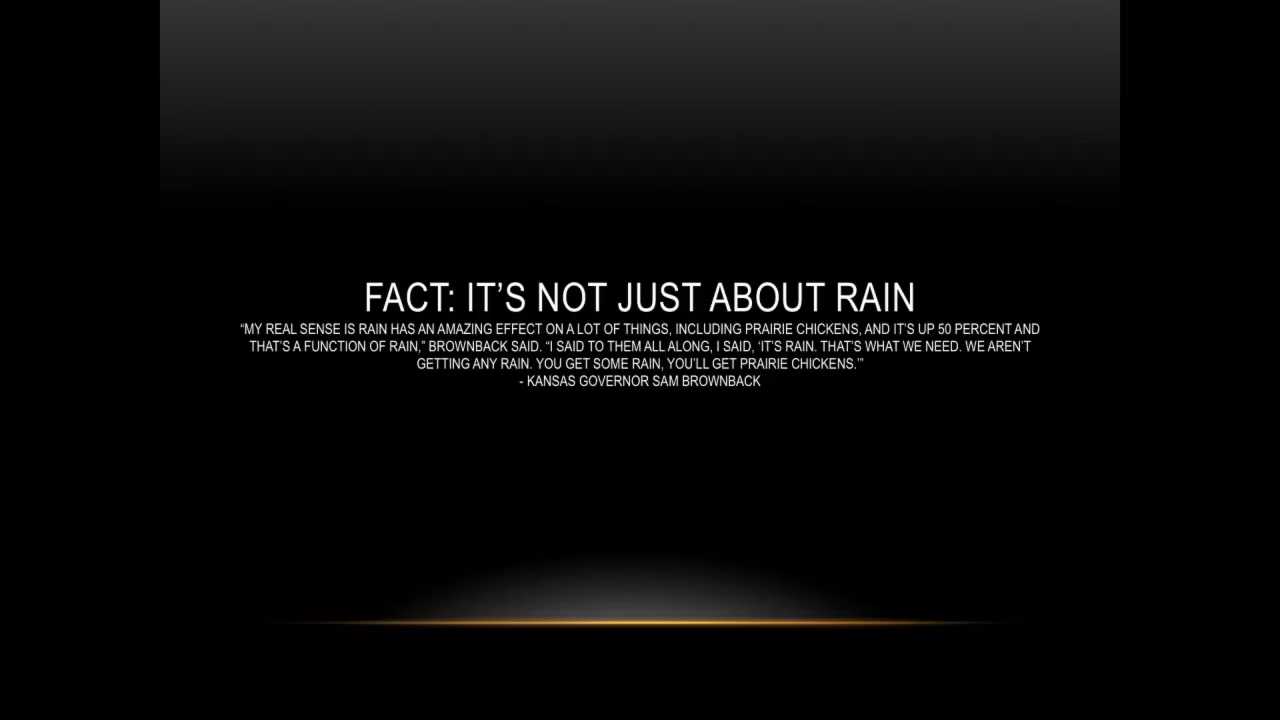 FACT: IT’S NOT JUST ABOUT RAIN
“MY REAL SENSE IS RAIN HAS AN AMAZING EFFECT ON A LOT OF THINGS, INCLUDING PRAIRIE CHICKENS, AND IT’S UP 50 PERCENT AND
THAT’S A FUNCTION OF RAIN,” BROWNBACK SAID. “I SAID TO THEM ALL ALONG, I SAID, ‘IT’S RAIN. THAT’S WHAT WE NEED. WE AREN’T
GETTING ANY RAIN. YOU GET SOME RAIN, YOU’LL GET PRAIRIE CHICKENS.’”
- KANSAS GOVERNOR SAM BROWNBACK